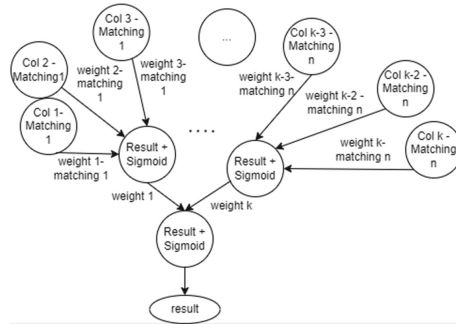 Col 3 -
Matching
1
...
Col k-3 -
Matching
n
Col 2 -
Matching1
weight 2-
matching
1
weight 3-
matching
1
weight k-3-
matching n
Col k-2 -
Matching
n
weight k-2 -
matching n
Col 1-
Matching
1
weight 1-
matching 1
Result +
Sigmoid
....
Result +
Sigmoid
weight k-
matching n
Col k -
Matching
n
weight 1
weight k
Result +
Sigmoid
result